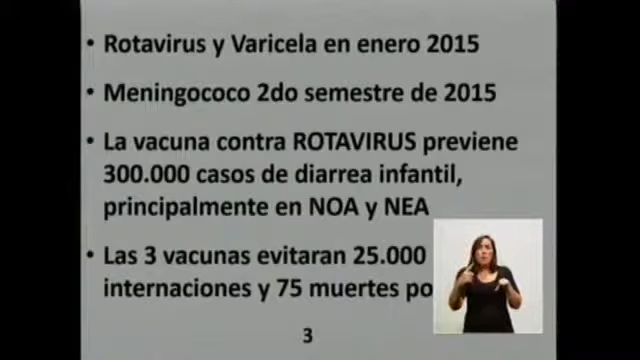 • Rotavirus y Varicela en enero 2015
• Meningococo 2do semestre de 2015
• La vacuna contra ROTAVIRUS previene
300.000 casos de diarrea infantil,
principalmente en NOA y NEA
• Las 3 vacunas evitaran 25.000
internaciones y 75 muertes po
3